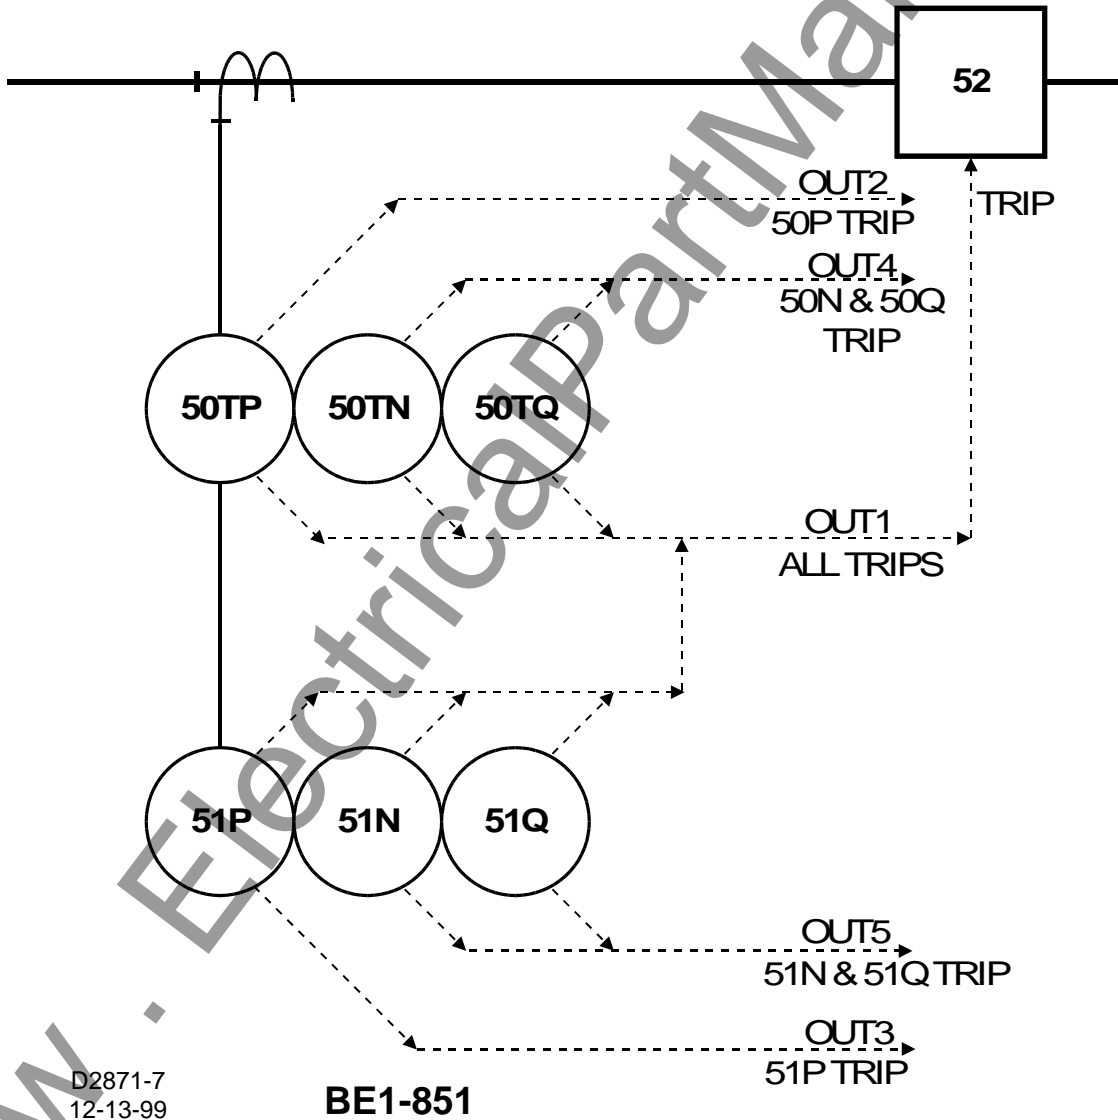 52
OUT2
50P TRIP
TRIP
OUT4
50N & 50Q
TRIP
50TP
50TN
50TQ
OUT1
ALL TRIPS
51P
51N
51Q
OUT5
51N & 51Q TRIP
OUT3
51P TRIP
D2871-7
12-13-99
BE1-851
w . ElectricalPartMa